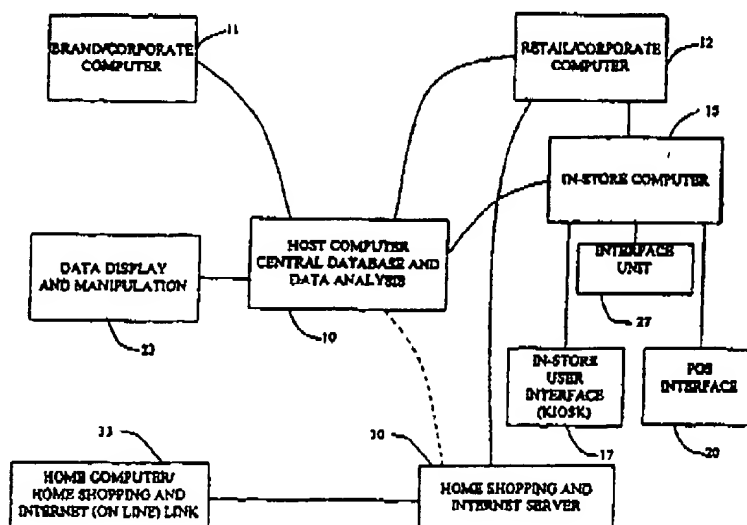 11
BRAND/CORPORATE
COMPUTER
RETAIL/CORPORATE
COMPUTER
12
15
IN-STORE COMPUTER
HOST COMPUTER
CENTRAL DATABASE AND
DATA ANALYSIS
10
INTERFACE
UNIT
27
DATA DISPLAY
AND MANIPULATION
23
IN-STORE
USER
INTERFACE
(KIOSK)
17
POS
INTERFACE
20
33
HOME COMPUTER/
HOME SHOPPING AND
INTERNET (ON LINE) LINK
30
HOME SHOPPING AND
INTERNET SERVER